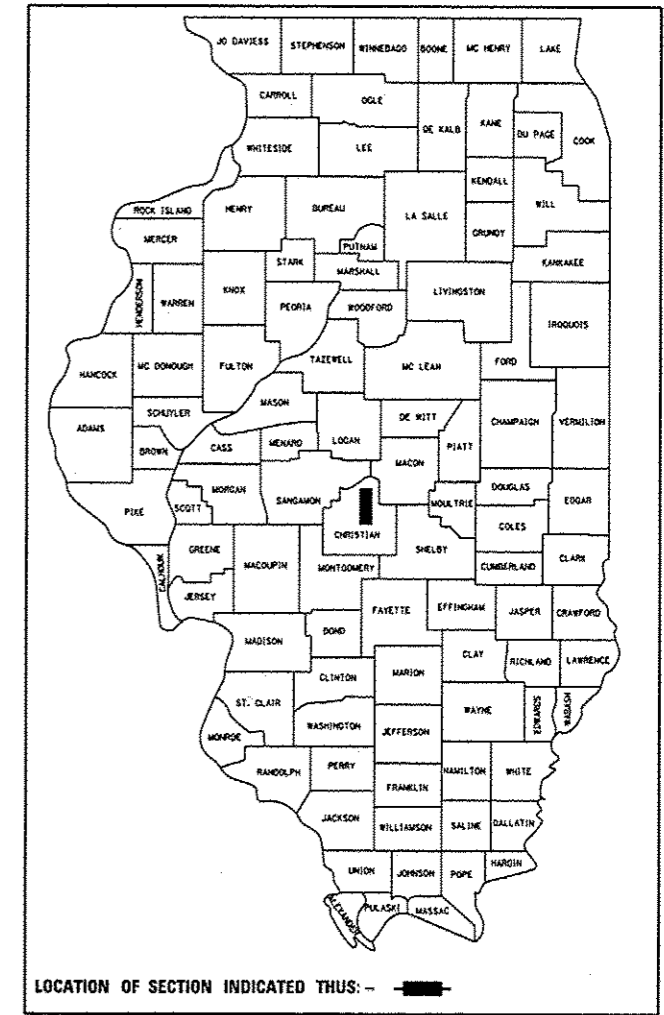 JO DAVIESS STEPHENSON WINNEBAGO BOONE MC HENRY LAKE
CARROLL OGLE DE KALB KANE DU PAGE COOK
WHITESIDE LEE
KENDALL WILL
ROCK ISLAND HENRY BUREAU LA SALLE GRUNDY
MERCER PUTNAM
STARK MARSHALL KANKAKEE
HENDERSON WARREN KNOX PEORIA WOODFORD LIVINGSTON IROQUOIS
HANCOCK MC DONOUGH FULTON TAZEWELL MC LEAN FORD
MASON
ADAMS SCHUYLER DE WITT CHAMPAIGN VERMILION
BROWN CASS MENARD LOGAN PIATT
MACON
PIKE SCOTT MORGAN SANGAMON MOULTRIE DOUGLAS EDGAR
CHRISTIAN COLES
CALHOUN GREENE MACOUPIN MONTGOMERY SHELBY CUMBERLAND CLARK
JERSEY FAYETTE EFFINGHAM JASPER CRAWFORD
MADISON BOND
CLAY RICHLAND LAWRENCE
CLINTON MARION
ST. CLAIR WAYNE EDWARDS WABASH
MONROE WASHINGTON JEFFERSON
RANDOLPH PERRY HAMILTON WHITE
FRANKLIN
JACKSON WILLIAMSON SALINE GALLATIN
UNION JOHNSON POPE HARDIN
ALEXANDER PULASKI MASSAC
LOCATION OF SECTION INDICATED THUS: -